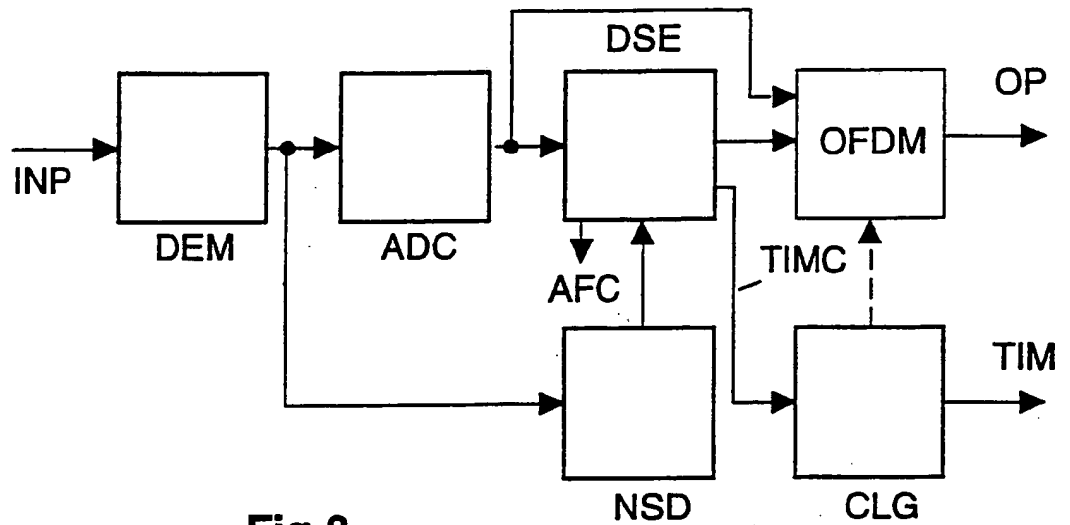 DSE
OP
OFDM
INP
DEM
ADC
TIMC
AFC
TIM
NSD
CLG